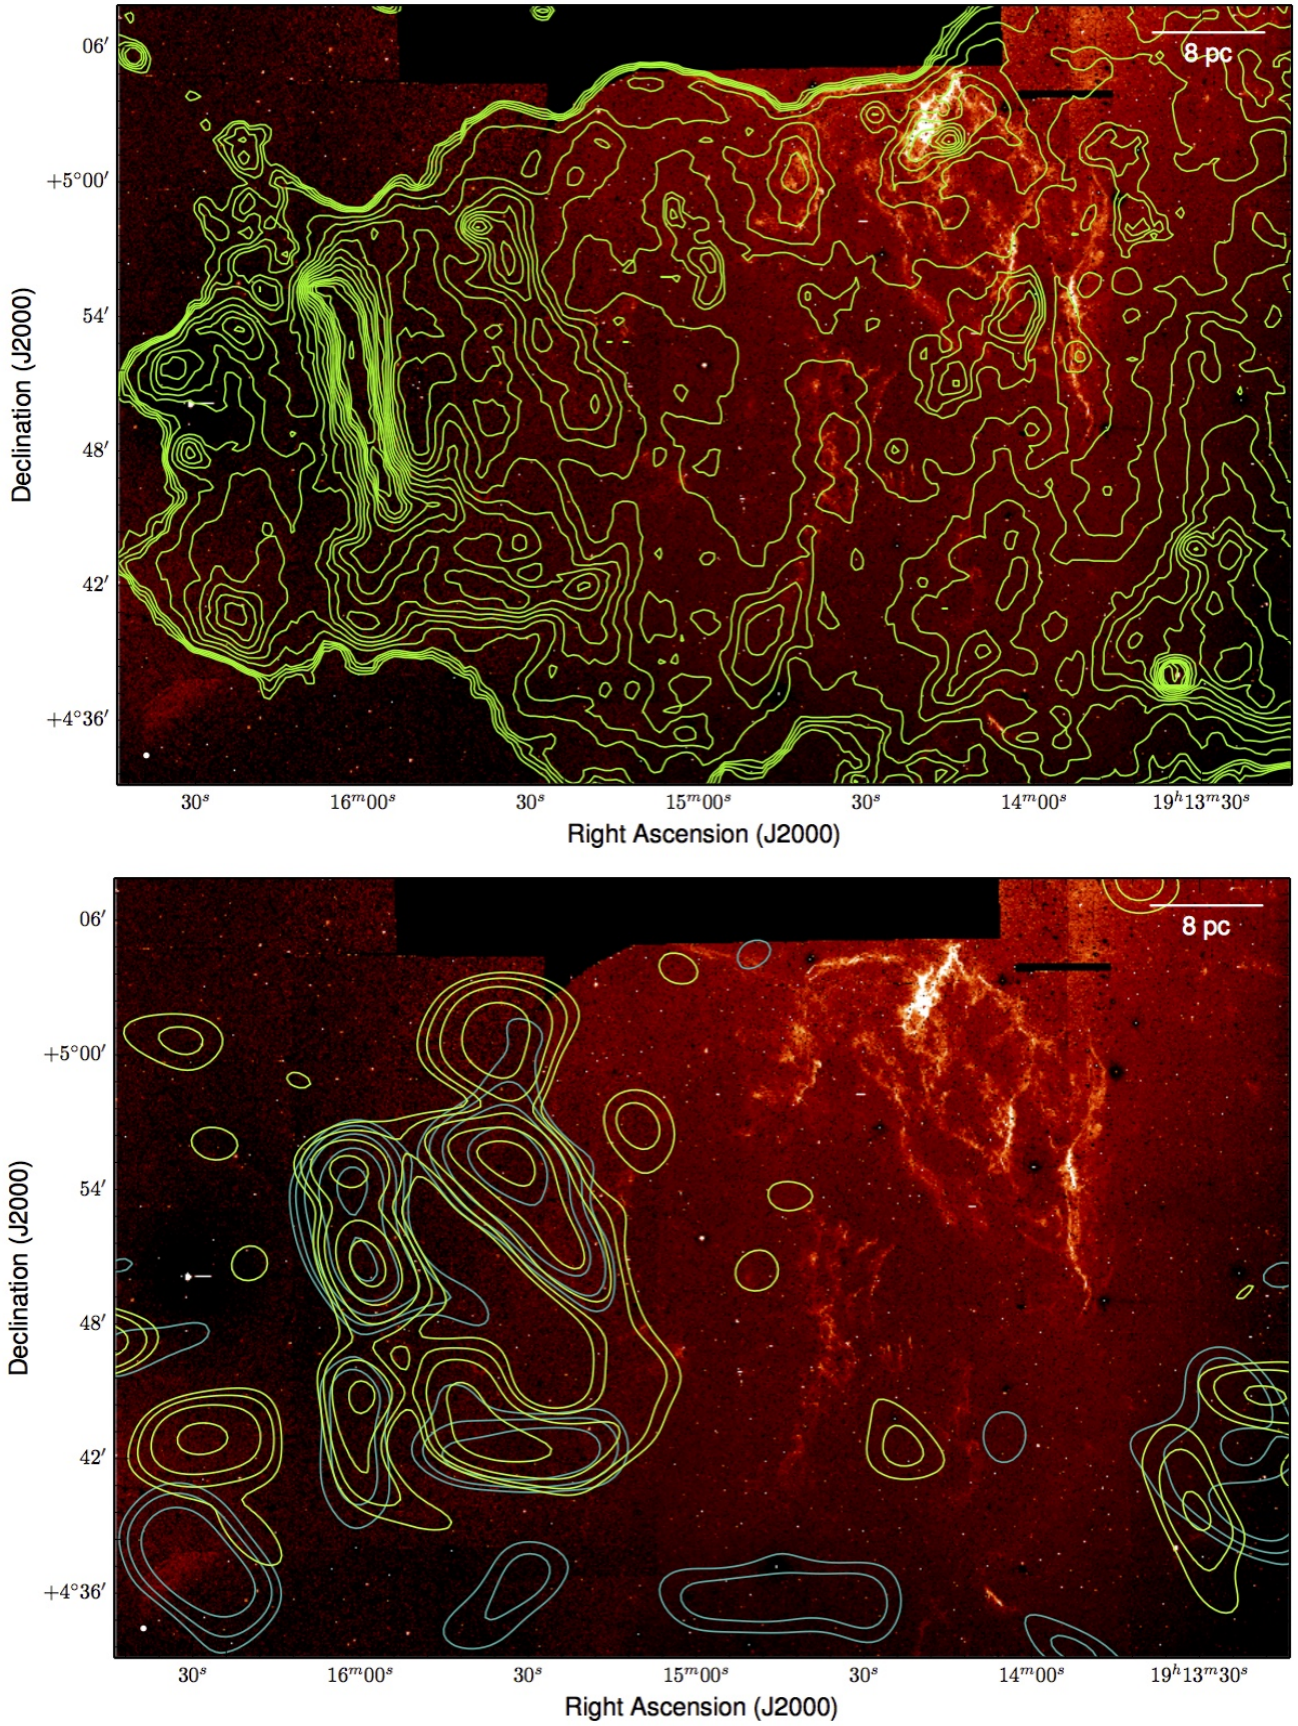 06′
8 pc
+5°00′
54′
48′
42′
+4°36′
Declination (J2000)
30ˢ 16ᵐ00ˢ 30ˢ 15ᵐ00ˢ 30ˢ 14ᵐ00ˢ 19ʰ13ᵐ30ˢ
Right Ascension (J2000)
06′
8 pc
+5°00′
54′
48′
42′
+4°36′
Declination (J2000)
30ˢ 16ᵐ00ˢ 30ˢ 15ᵐ00ˢ 30ˢ 14ᵐ00ˢ 19ʰ13ᵐ30ˢ
Right Ascension (J2000)